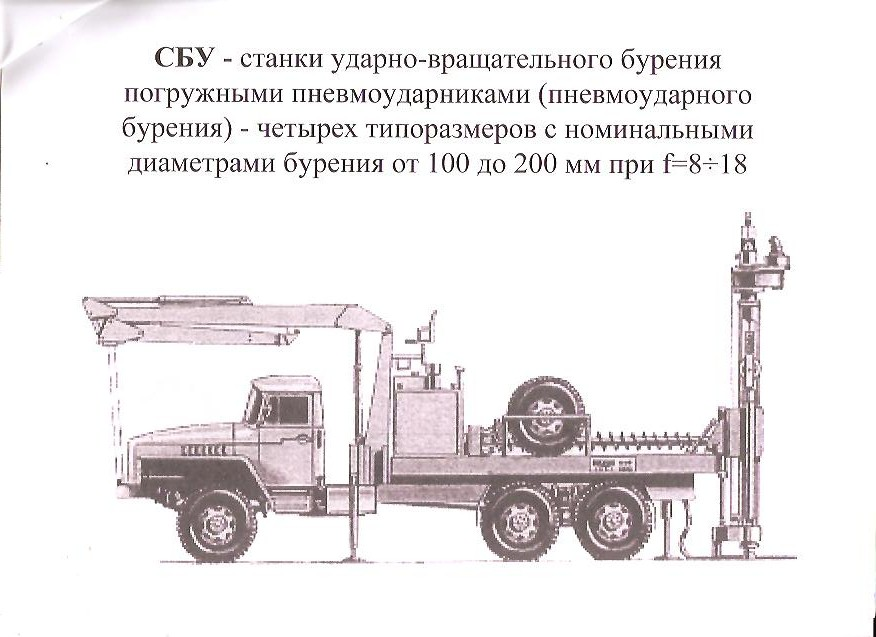 СБУ - станки ударно-вращательного бурения
погружными пневмоударниками (пневмоударного
бурения) - четырех типоразмеров с номинальными
диаметрами бурения от 100 до 200 мм при f=8÷18